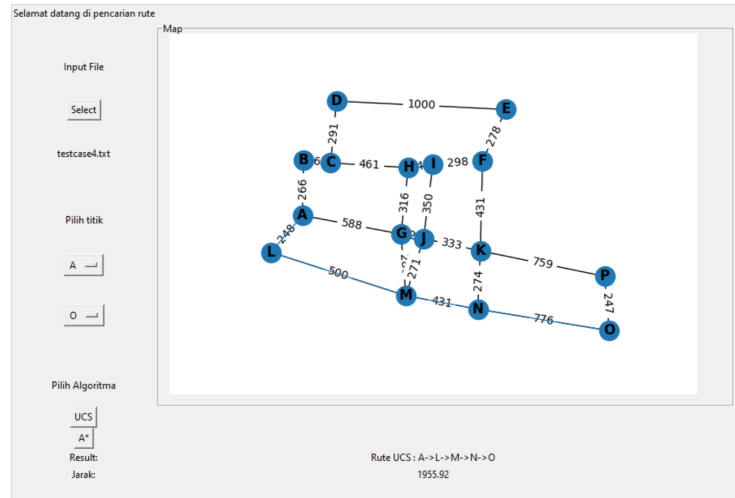 Selamat datang di pencarian rute
Map
Input File
Select
testcase4.txt
Pilih titik
A
O
Pilih Algoritma
UCS
A*
Result:
Jarak:
D
1000
E
291
278
B
6
C
461
H
4
I
298
F
266
316
350
431
A
588
G
J
333
K
248
L
271
274
759
P
500
M
431
N
247
776
O
Rute UCS : A->L->M->N->O
1955.92